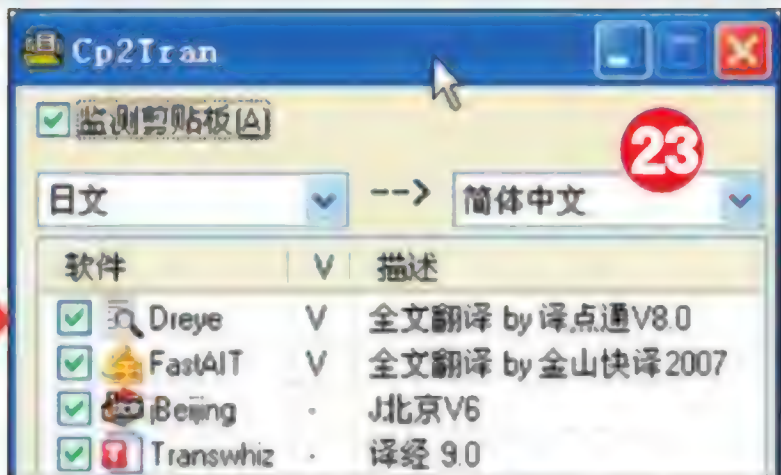 Cp2Tran
监测剪贴板(A)
23
日文 --> 简体中文
软件 V 描述
Dreye V 全文翻译 by 译点通V8.0
FastAIT V 全文翻译 by 金山快译2007
jBeijing · J北京V6
Transwhiz · 译经 9.0